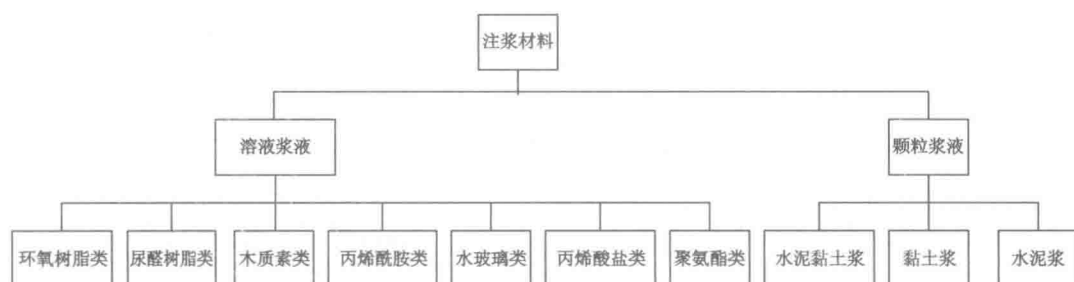 注浆材料
溶液浆液
颗粒浆液
环氧树脂类
尿醛树脂类
木质素类
丙烯酰胺类
水玻璃类
丙烯酸盐类
聚氨酯类
水泥黏土浆
黏土浆
水泥浆